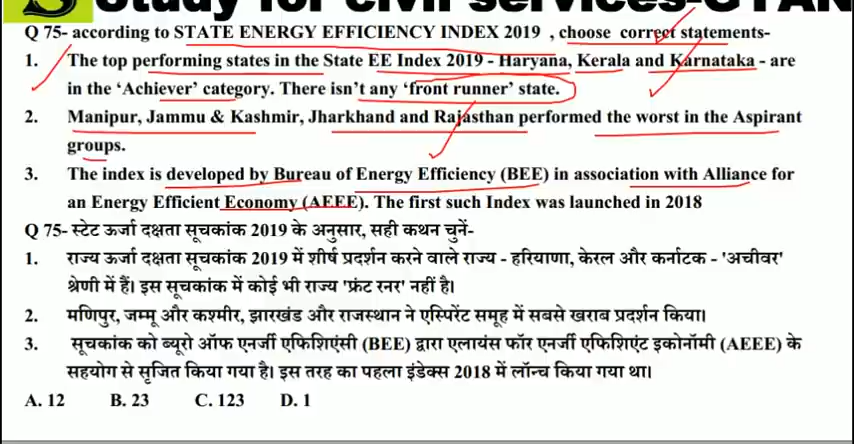 Study for civil services-GYAN
Q 75- according to STATE ENERGY EFFICIENCY INDEX 2019 , choose correct statements-
1. The top performing states in the State EE Index 2019 - Haryana, Kerala and Karnataka - are
in the ‘Achiever’ category. There isn’t any ‘front runner’ state.
2. Manipur, Jammu & Kashmir, Jharkhand and Rajasthan performed the worst in the Aspirant
groups.
3. The index is developed by Bureau of Energy Efficiency (BEE) in association with Alliance for
an Energy Efficient Economy (AEEE). The first such Index was launched in 2018
Q 75- स्टेट ऊर्जा दक्षता सूचकांक 2019 के अनुसार, सही कथन चुनें-
1. राज्य ऊर्जा दक्षता सूचकांक 2019 में शीर्ष प्रदर्शन करने वाले राज्य - हरियाणा, केरल और कर्नाटक - 'अचीवर'
श्रेणी में हैं। इस सूचकांक में कोई भी राज्य 'फ्रंट रनर' नहीं है।
2. मणिपुर, जम्मू और कश्मीर, झारखंड और राजस्थान ने एस्पिरेंट समूह में सबसे खराब प्रदर्शन किया।
3. सूचकांक को ब्यूरो ऑफ एनर्जी एफिशिएंसी (BEE) द्वारा एलायंस फॉर एनर्जी एफिशिएंट इकोनॉमी (AEEE) के
सहयोग से सृजित किया गया है। इस तरह का पहला इंडेक्स 2018 में लॉन्च किया गया था।
A. 12 B. 23 C. 123 D. 1